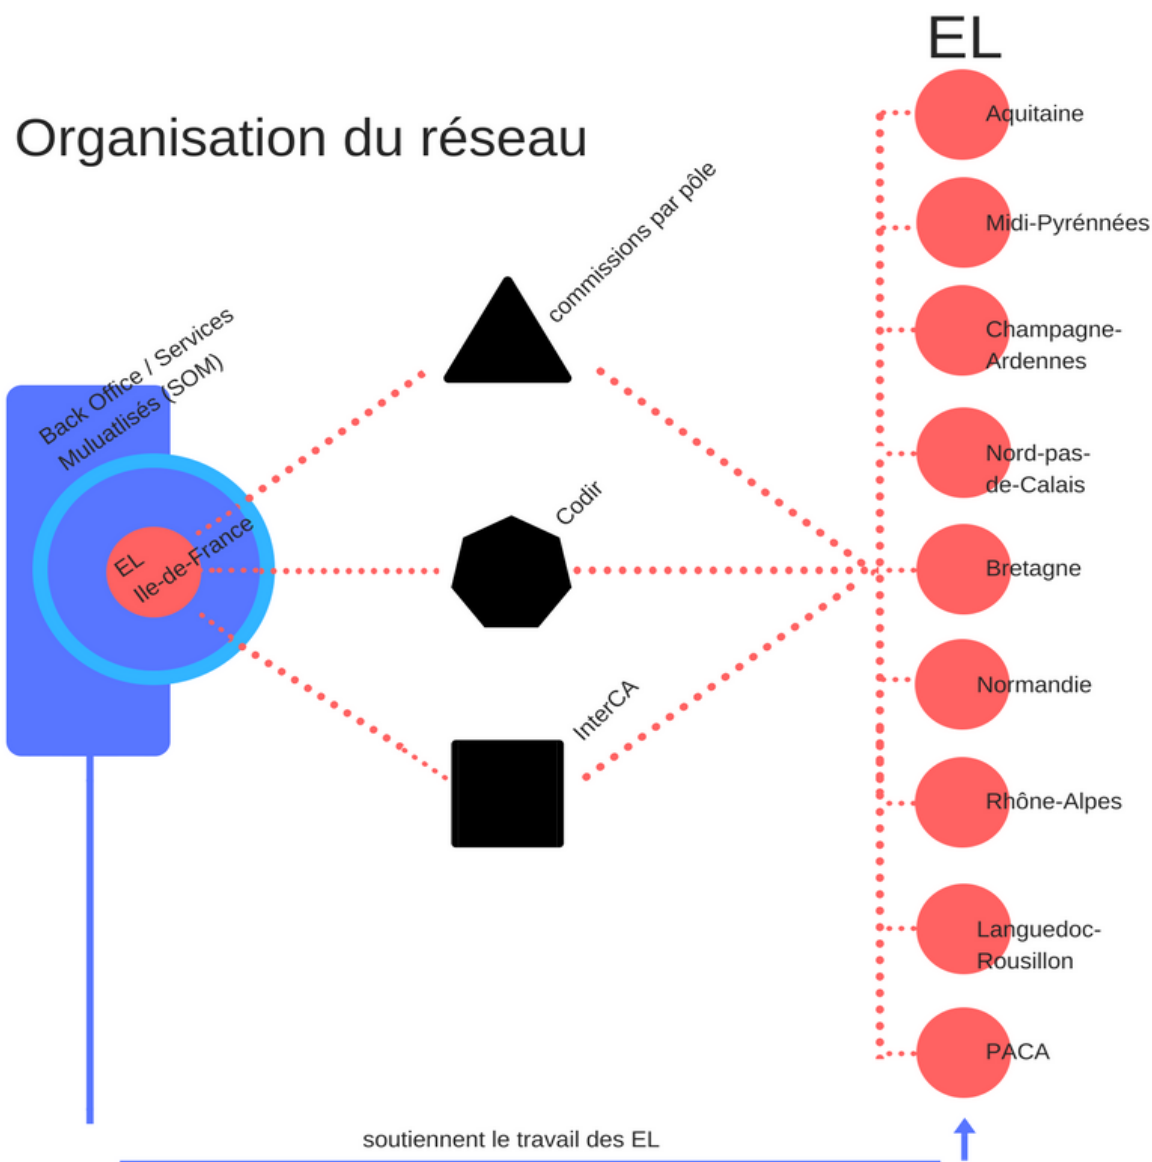 EL
Organisation du réseau
Aquitaine
Midi-Pyrénnées
Champagne-
Ardennes
Nord-pas-
de-Calais
Bretagne
Normandie
Rhône-Alpes
Languedoc-
Rousillon
PACA
commissions par pôle
Codir
InterCA
Back Office / Services
Muluatlisés (SOM)
EL
Ile-de-France
soutiennent le travail des EL